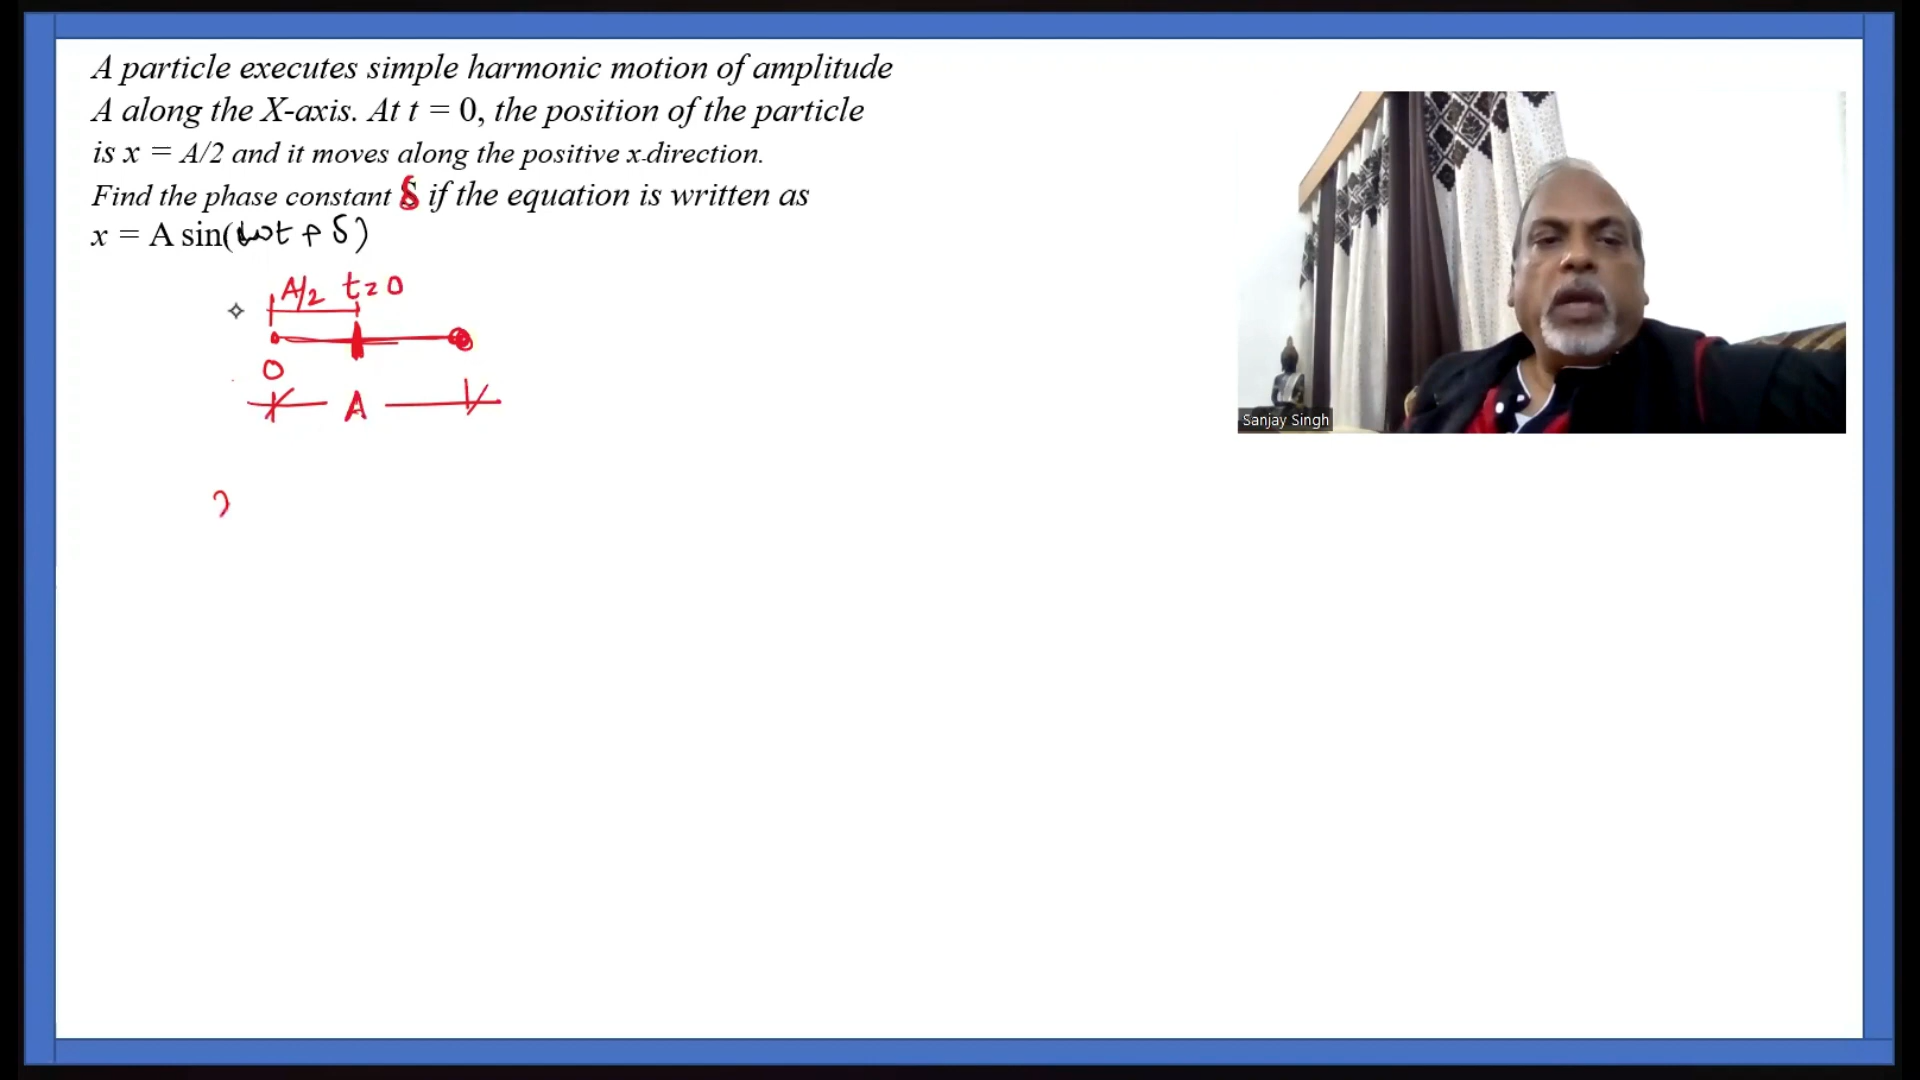 A particle executes simple harmonic motion of amplitude
A along the X-axis. At t = 0, the position of the particle
is x = A/2 and it moves along the positive x-direction.
Find the phase constant δ if the equation is written as
x = A sin(ωt + δ)
A/2 t = 0
0
A
Sanjay Singh